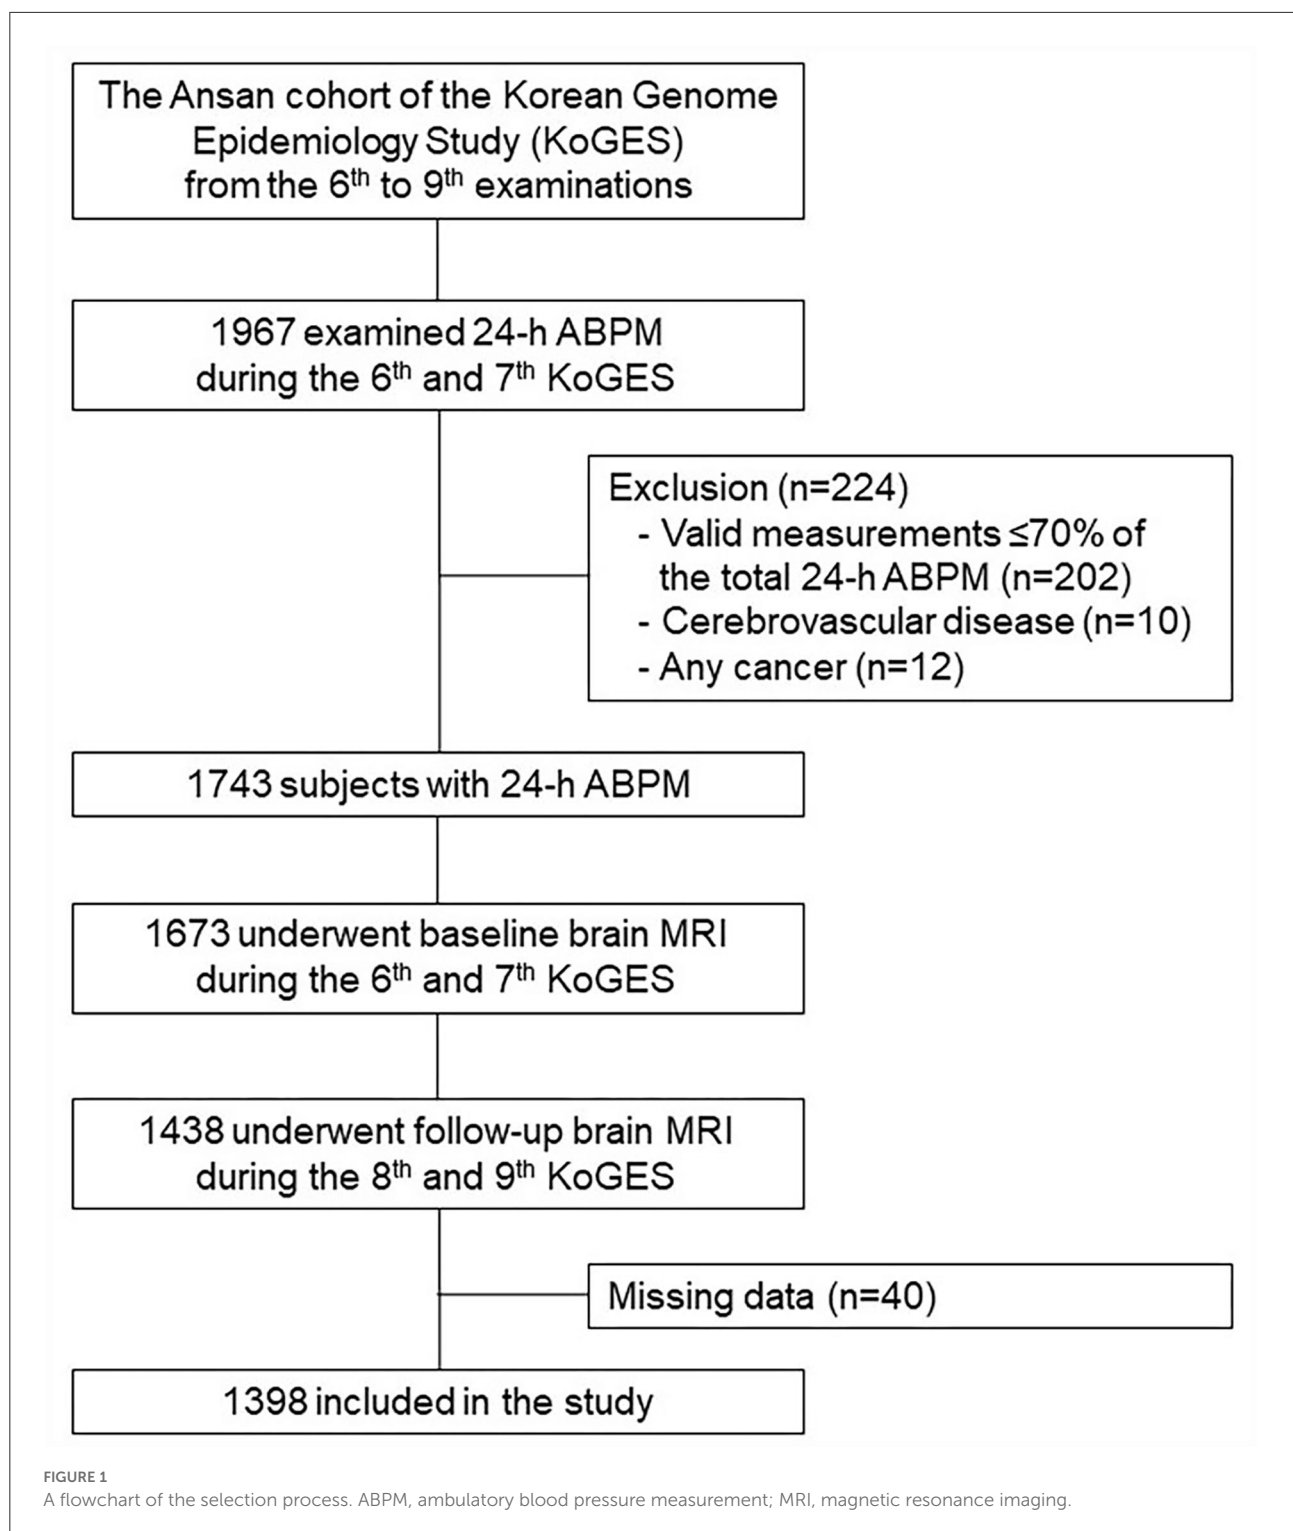 The Ansan cohort of the Korean Genome
Epidemiology Study (KoGES)
from the 6th to 9th examinations
1967 examined 24-h ABPM
during the 6th and 7th KoGES
Exclusion (n=224)
- Valid measurements ≤70% of
the total 24-h ABPM (n=202)
- Cerebrovascular disease (n=10)
- Any cancer (n=12)
1743 subjects with 24-h ABPM
1673 underwent baseline brain MRI
during the 6th and 7th KoGES
1438 underwent follow-up brain MRI
during the 8th and 9th KoGES
Missing data (n=40)
1398 included in the study
FIGURE 1
A flowchart of the selection process. ABPM, ambulatory blood pressure measurement; MRI, magnetic resonance imaging.